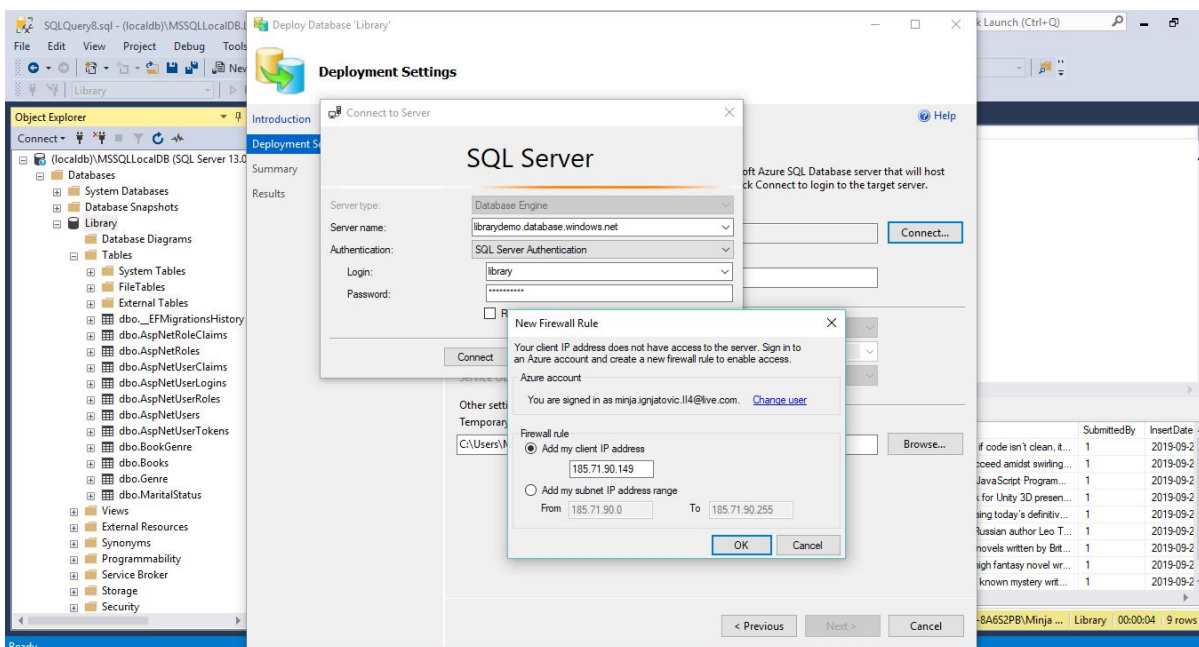 SQLQuery8.sql - (localdb)\MSSQLLocalDB.L
File Edit View Project Debug Tools
New
Library
Object Explorer
Connect
(localdb)\MSSQLLocalDB (SQL Server 13.0
Databases
System Databases
Database Snapshots
Library
Database Diagrams
Tables
System Tables
FileTables
External Tables
dbo.__EFMigrationsHistory
dbo.AspNetRoleClaims
dbo.AspNetRoles
dbo.AspNetUserClaims
dbo.AspNetUserLogins
dbo.AspNetUserRoles
dbo.AspNetUsers
dbo.AspNetUserTokens
dbo.BookGenre
dbo.Books
dbo.Genre
dbo.MaritalStatus
Views
External Resources
Synonyms
Programmability
Service Broker
Storage
Security
Ready
Deploy Database 'Library'
Deployment Settings
Introduction
Deployment S
Summary
Results
Help
oft Azure SQL Database server that will host
ck Connect to login to the target server.
Connect...
Other setti
Temporary
C:\Users\M
Browse...
< Previous
Next >
Cancel
Connect to Server
SQL Server
Server type:
Database Engine
Server name:
librarydemo.database.windows.net
Authentication:
SQL Server Authentication
Login:
library
Password:
**********
R
Connect
New Firewall Rule
Your client IP address does not have access to the server. Sign in to
an Azure account and create a new firewall rule to enable access.
Azure account
You are signed in as minja.ignjatovic.ll4@live.com. Change user
Firewall rule
Add my client IP address
185.71.90.149
Add my subnet IP address range
From 185.71.90.0 To 185.71.90.255
OK
Cancel
k Launch (Ctrl+Q)
SubmittedBy InsertDate
if code isn't clean, it... 1 2019-09-2
cceed amidst swirling... 1 2019-09-2
JavaScript Program... 1 2019-09-2
k for Unity 3D presen... 1 2019-09-2
sing today's definitiv... 1 2019-09-2
Russian author Leo T... 1 2019-09-2
novels written by Brit... 1 2019-09-2
igh fantasy novel wr... 1 2019-09-2
known mystery writ... 1 2019-09-2
-8A6S2PB\Minja ... Library 00:00:04 9 rows